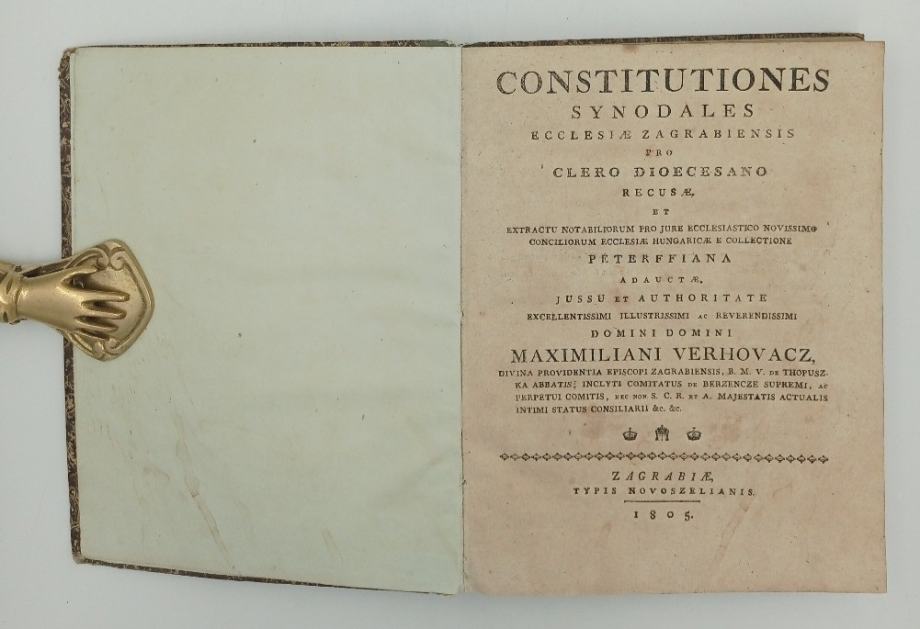 CONSTITUTIONES
SYNODALES
ECCLESIÆ ZAGRABIENSIS
PRO
CLERO DIOECESANO
RECUSÆ,
ET
EXTRACTU NOTABILIORUM PRO JURE ECCLESIASTICO NOVISSIMO
CONCILIORUM ECCLESIÆ HUNGARICÆ E COLLECTIONE
PÉTERFFIANA
ADAUCTÆ,
JUSSU ET AUTHORITATE
EXCELLENTISSIMI ILLUSTRISSIMI AC REVERENDISSIMI
DOMINI DOMINI
MAXIMILIANI VERHOVACZ,
DIVINA PROVIDENTIA EPISCOPI ZAGRABIENSIS, B. M. V. DE THOPUSZ-
KA ABBATIS; INCLYTI COMITATUS DE BERZENCZE SUPREMI, AC
PERPETUI COMITIS, NEC NON S. C. R. ET A. MAJESTATIS ACTUALIS
INTIMI STATUS CONSILIARII &c. &c.
ZAGRABIÆ,
TYPIS NOVOSZELIANIS.
1805.